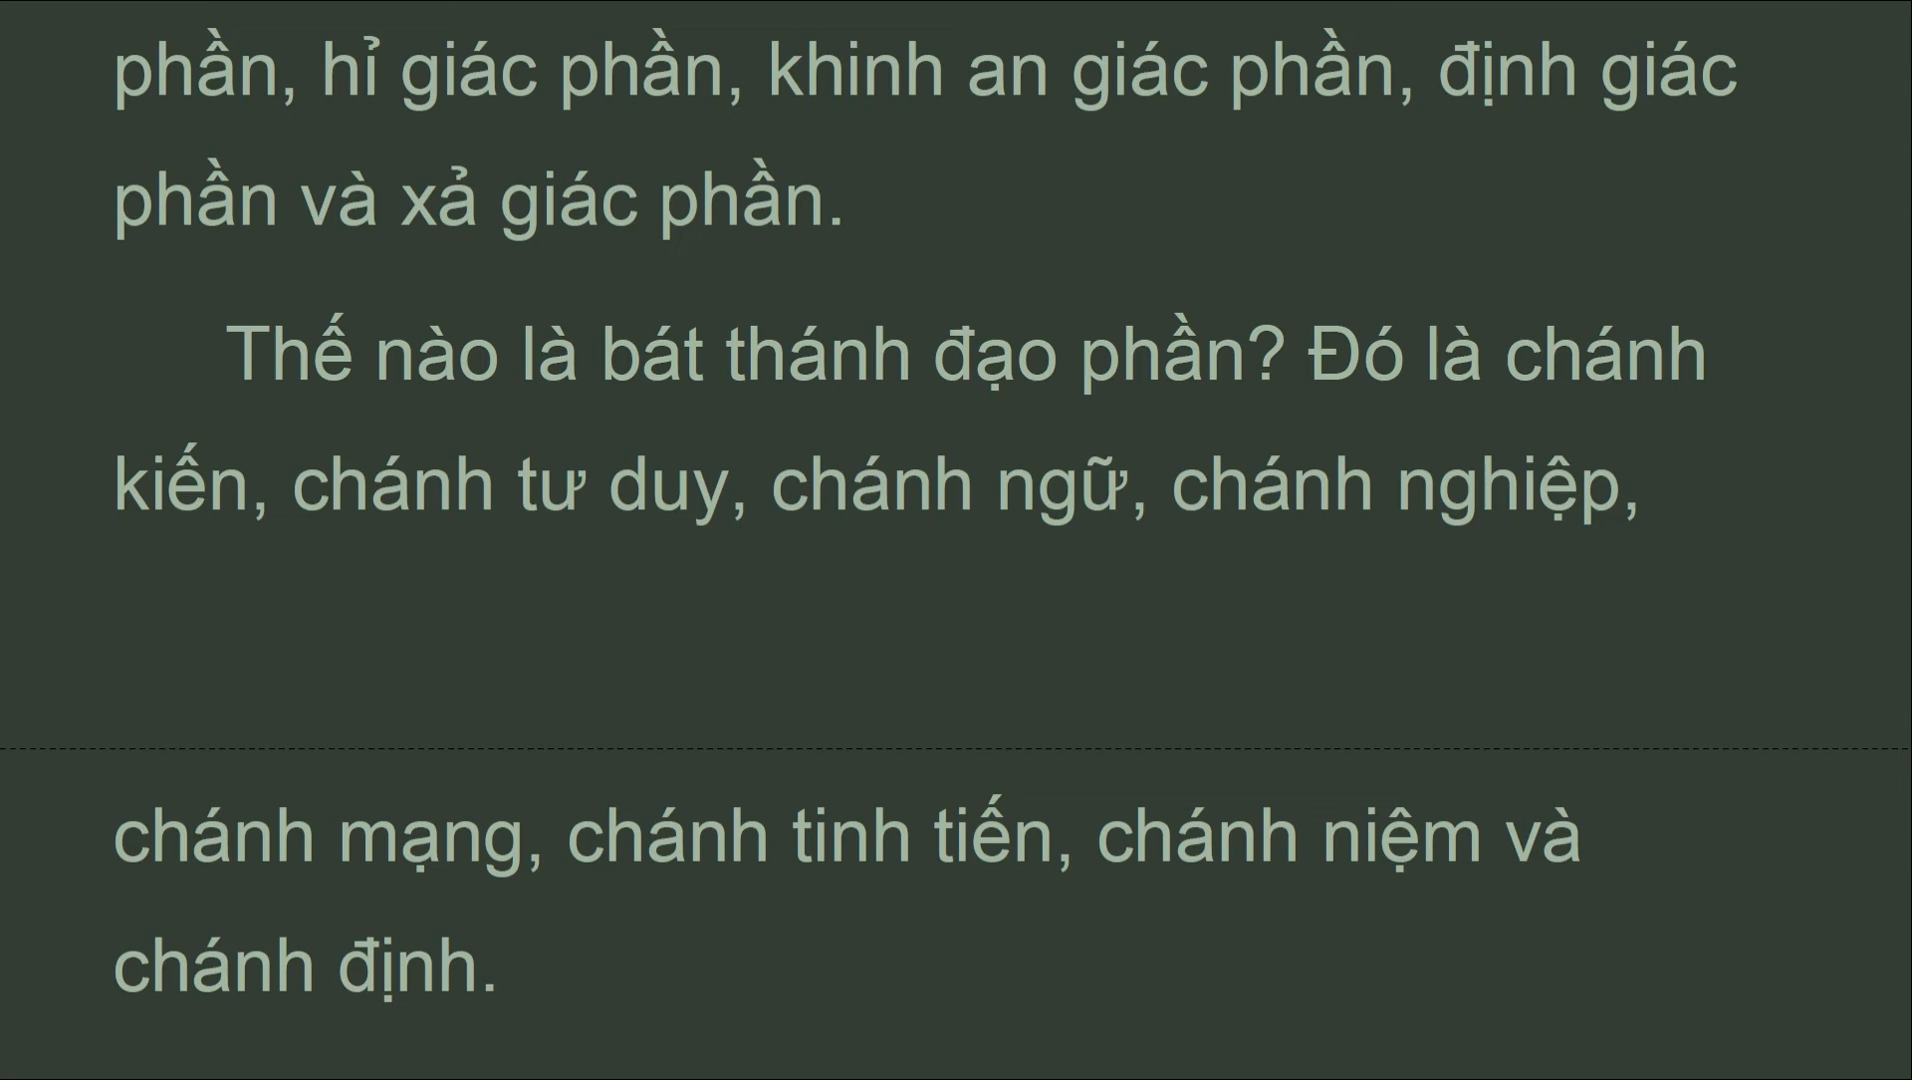 phần, hỉ giác phần, khinh an giác phần, định giác
phần và xả giác phần.
Thế nào là bát thánh đạo phần? Đó là chánh
kiến, chánh tư duy, chánh ngữ, chánh nghiệp,
chánh mạng, chánh tinh tiến, chánh niệm và
chánh định.